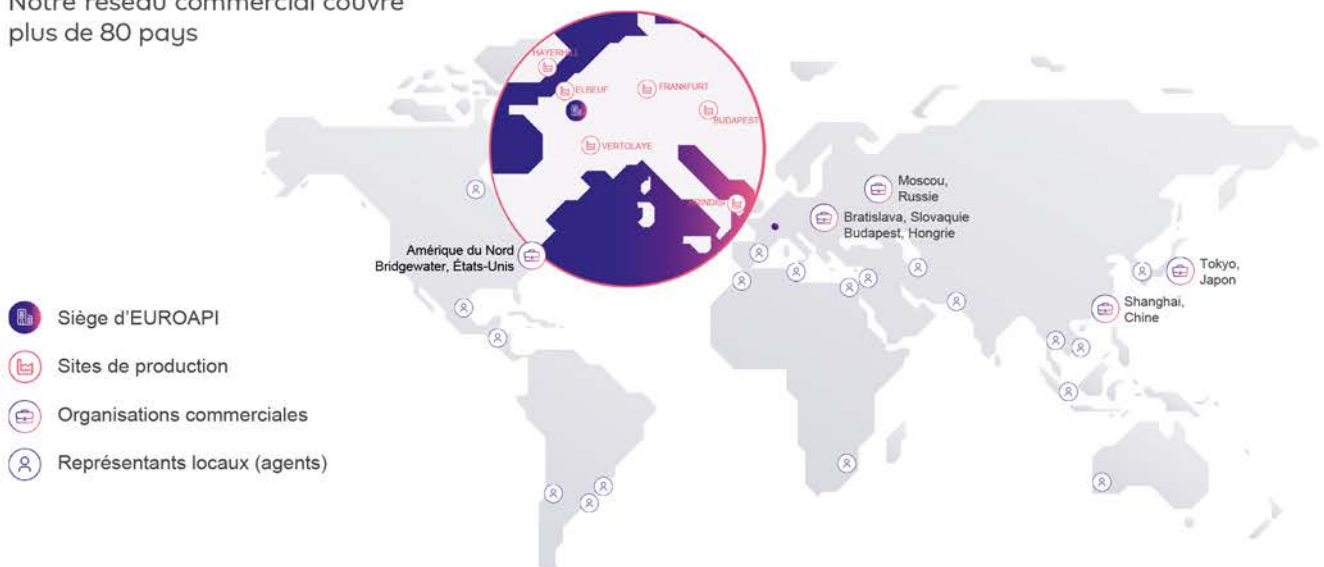 Notre réseau commercial couvre
plus de 80 pays
HAVERHILL
ELBEUF
FRANKFURT
BUDAPEST
VERTOLAYE
BRINDISI
Moscou,
Russie
Bratislava, Slovaquie
Budapest, Hongrie
Amérique du Nord
Bridgewater, États-Unis
Tokyo,
Japon
Shanghai,
Chine
Siège d'EUROAPI
Sites de production
Organisations commerciales
Représentants locaux (agents)